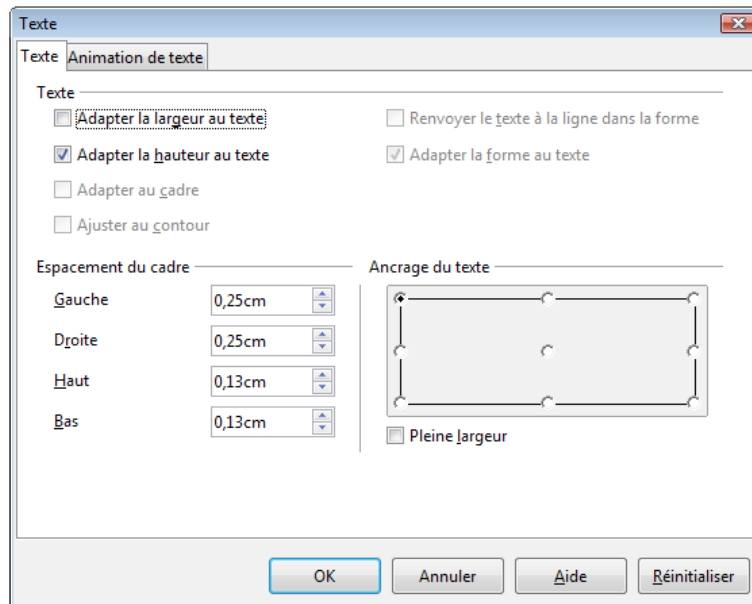 Texte
Texte Animation de texte
Texte
Adapter la largeur au texte Renvoyer le texte à la ligne dans la forme
Adapter la hauteur au texte Adapter la forme au texte
Adapter au cadre
Ajuster au contour
Espacement du cadre Ancrage du texte
Gauche 0,25cm
Droite 0,25cm
Haut 0,13cm
Bas 0,13cm
Pleine largeur
OK Annuler Aide Réinitialiser